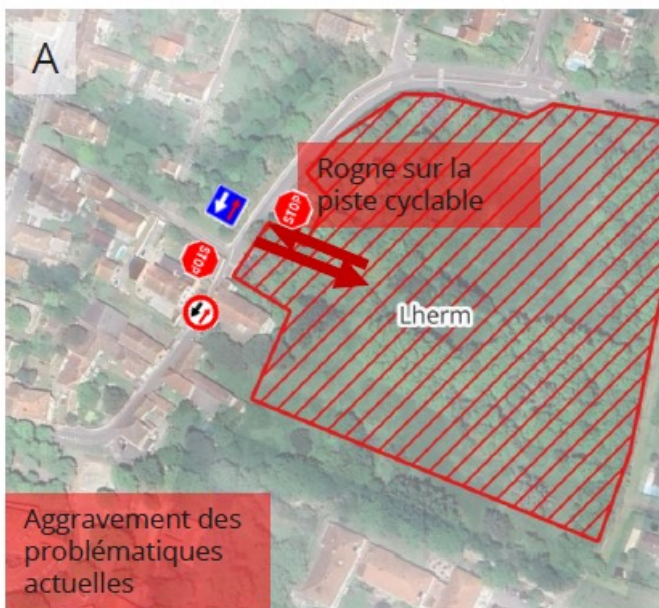 A
Rogne sur la
piste cyclable
STOP
STOP
Lherm
Aggravement des
problématiques
actuelles